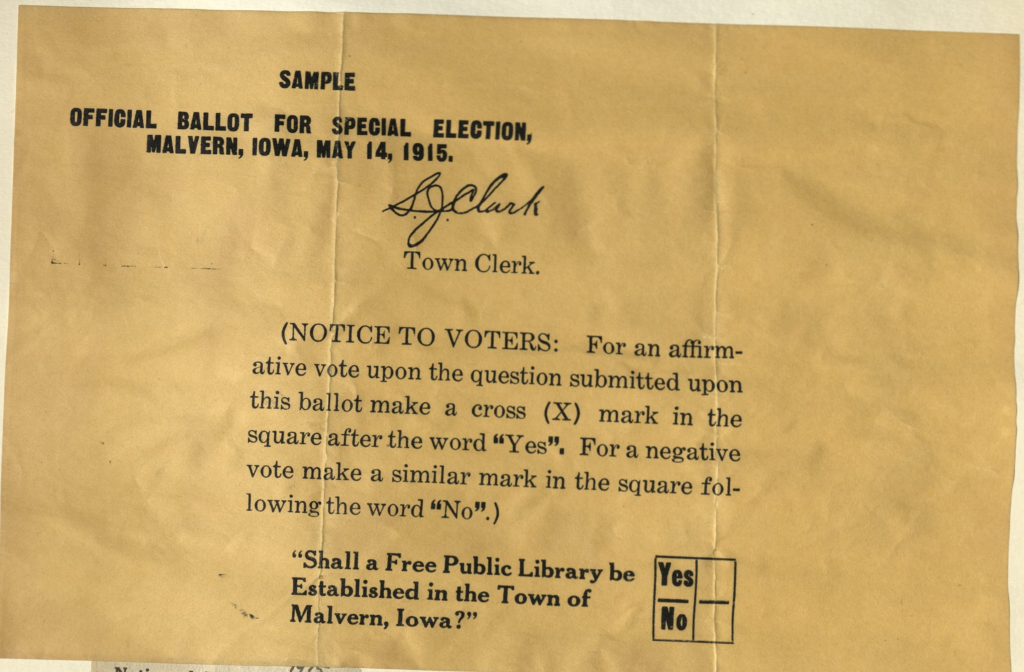 SAMPLE
OFFICIAL BALLOT FOR SPECIAL ELECTION,
MALVERN, IOWA, MAY 14, 1915.
S.J. Clark
Town Clerk.
(NOTICE TO VOTERS: For an affirm-
ative vote upon the question submitted upon
this ballot make a cross (X) mark in the
square after the word "Yes". For a negative
vote make a similar mark in the square fol-
lowing the word "No".)
"Shall a Free Public Library be
Established in the Town of
Malvern, Iowa?"
Yes
No